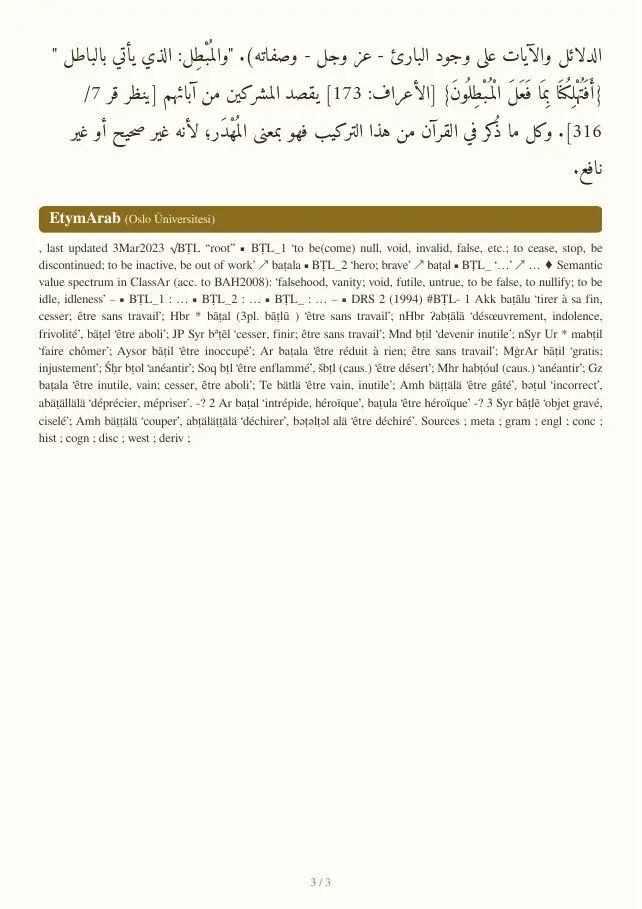 الدلائل والآيات على وجود البارئ - عز وجل - وصفاته). "والمُبْطِل: الذي يأتي بالباطل "
{أَفَتُهْلِكُنَا بِمَا فَعَلَ الْمُبْطِلُونَ} [الأعراف: 173] يقصد المشركين من آبائهم [ينظر قر 7/
316]. وكل ما ذُكر في القرآن من هذا التركيب فهو بمعنى المُهْدَر؛ لأنه غير صحيح أو غير
نافع.
EtymArab (Oslo Üniversitesi)
, last updated 3Mar2023 √BṬL “root” ▪ BṬL_1 ‘to be(come) null, void, invalid, false, etc.; to cease, stop, be
discontinued; to be inactive, be out of work’ ↗ baṭala ▪ BṬL_2 ‘hero; brave’ ↗ baṭal ▪ BṬL_ ‘…’ ↗ … ♦ Semantic
value spectrum in ClassAr (acc. to BAH2008): ‘falsehood, vanity; void, futile, untrue, to be false, to nullify; to be
idle, idleness’ – ▪ BṬL_1 : … ▪ BṬL_2 : … ▪ BṬL_ : … – ▪ DRS 2 (1994) #BṬL- 1 Akk baṭālu ‘tirer à sa fin,
cesser; être sans travail’; Hbr * bāṭal (3pl. bāṭlū ) ‘être sans travail’; nHbr ʔabṭālā ‘désœuvrement, indolence,
frivolité’, bāṭel ‘être aboli’; JP Syr bᵊṭēl ‘cesser, finir; être sans travail’; Mnd bṭil ‘devenir inutile’; nSyr Ur * mabṭil
‘faire chômer’; Aysor bāṭil ‘être inoccupé’; Ar baṭala ‘être réduit à rien; être sans travail’; MġrAr bāṭil ‘gratis;
injustement’; Śḥr bṭol ‘anéantir’; Soq bṭl ‘être enflammé’, šbṭl (caus.) ‘être désert’; Mhr habṭóul (caus.) ‘anéantir’; Gz
baṭala ‘être inutile, vain; cesser, être aboli’; Te bäṭlä ‘être vain, inutile’; Amh bäṭṭälä ‘être gâté’, bəṭul ‘incorrect’,
abäṭällälä ‘déprécier, mépriser’. -? 2 Ar baṭal ‘intrépide, héroïque’, baṭula ‘être héroïque’ -? 3 Syr bāṭlē ‘objet gravé,
ciselé’; Amh bäṭṭälä ‘couper’, abṭäläṭṭälä ‘déchirer’, bəṭəlṭəl alä ‘être déchiré’. Sources ; meta ; gram ; engl ; conc ;
hist ; cogn ; disc ; west ; deriv ;
3 / 3